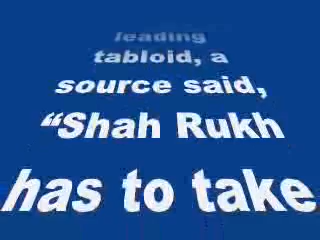 leading
tabloid, a
source said,
“Shah Rukh
has to take